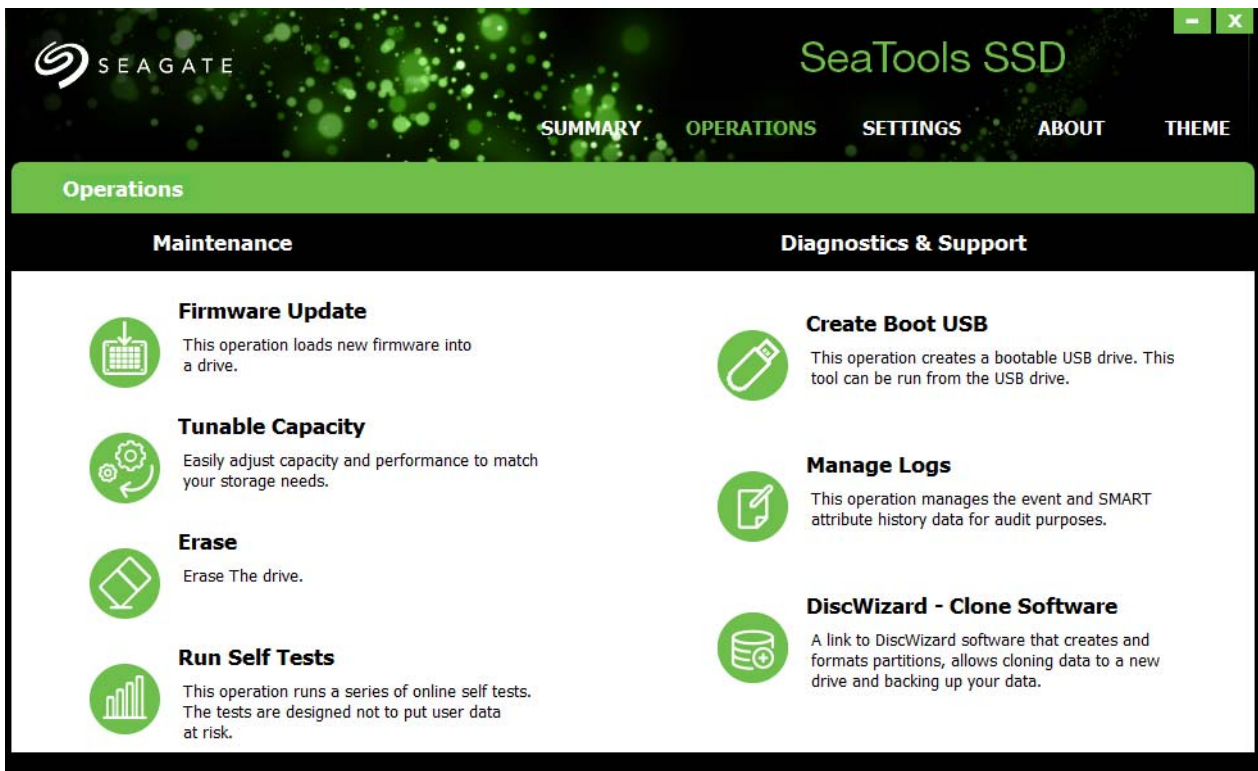 SEAGATE
SeaTools SSD
– X
SUMMARY OPERATIONS SETTINGS ABOUT THEME
Operations
Maintenance
Firmware Update
This operation loads new firmware into
a drive.
Tunable Capacity
Easily adjust capacity and performance to match
your storage needs.
Erase
Erase The drive.
Run Self Tests
This operation runs a series of online self tests.
The tests are designed not to put user data
at risk.
Diagnostics & Support
Create Boot USB
This operation creates a bootable USB drive. This
tool can be run from the USB drive.
Manage Logs
This operation manages the event and SMART
attribute history data for audit purposes.
DiscWizard - Clone Software
A link to DiscWizard software that creates and
formats partitions, allows cloning data to a new
drive and backing up your data.